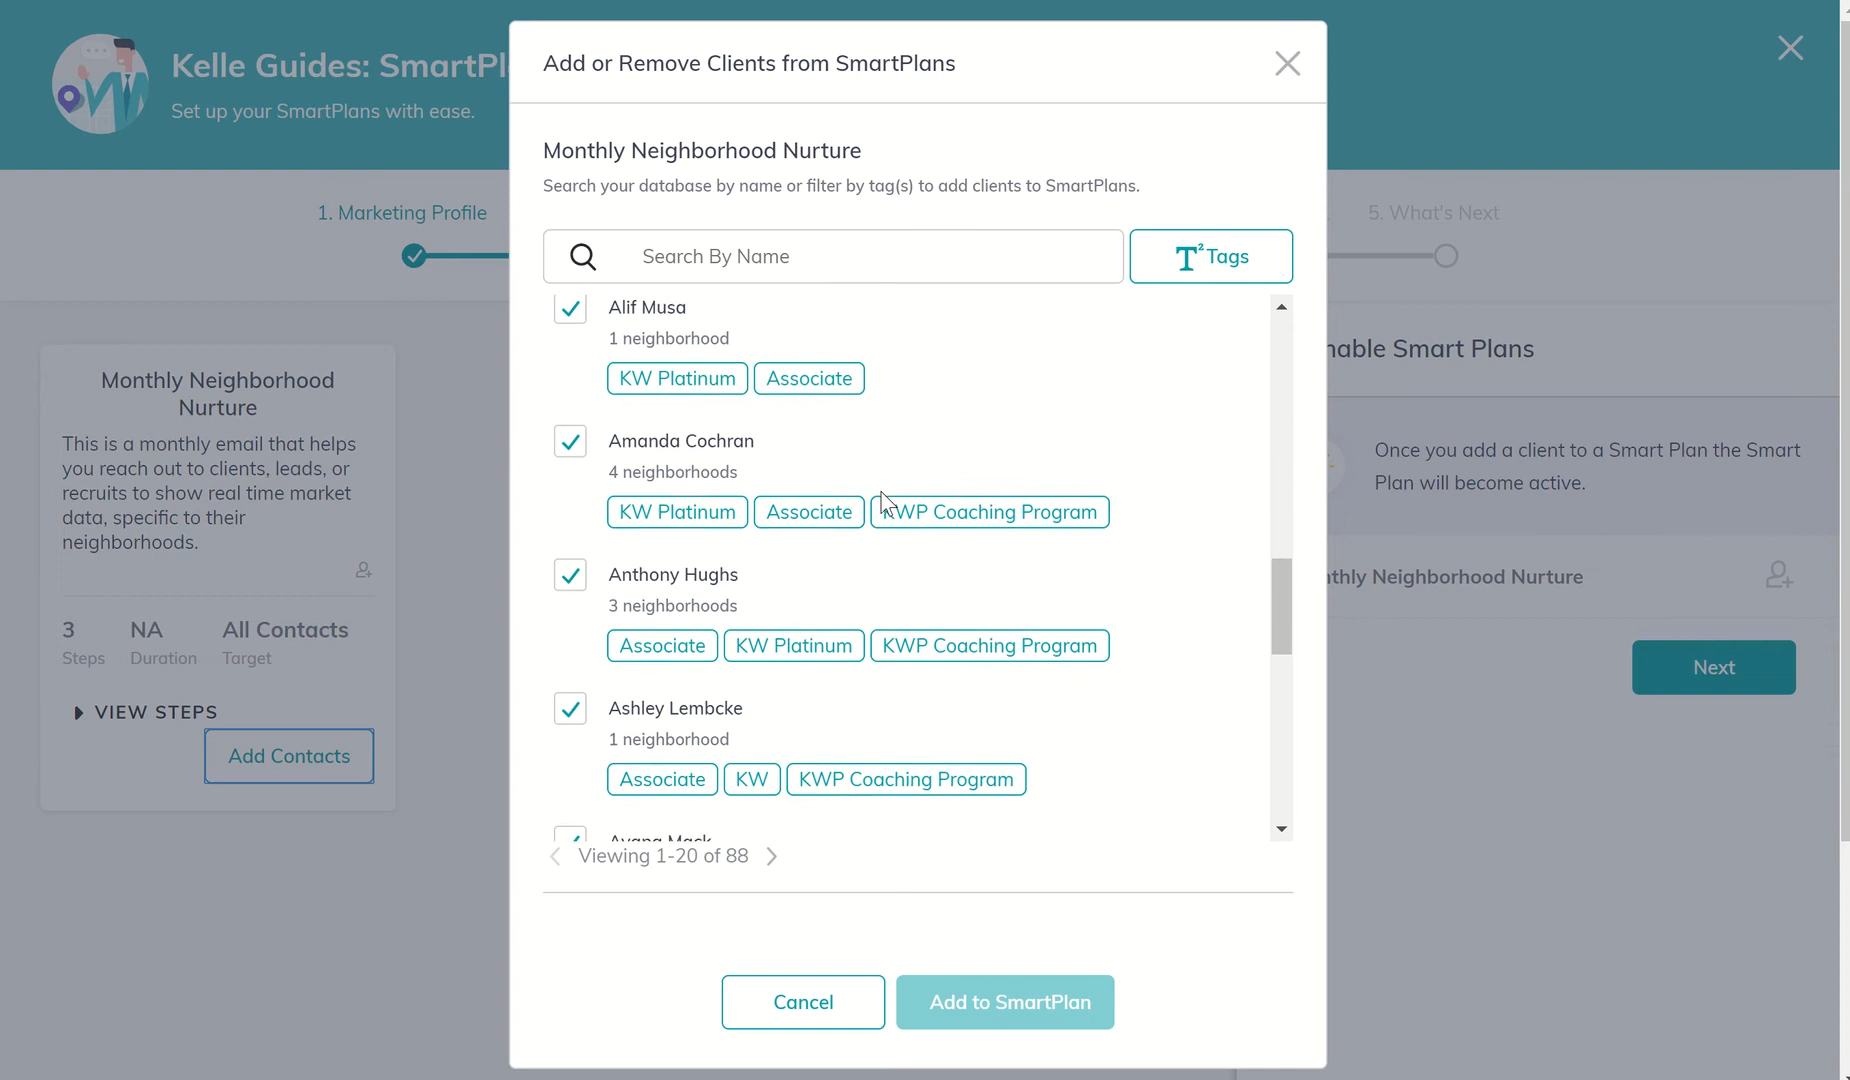 Kelle Guides: SmartPl
Set up your SmartPlans with ease.
1. Marketing Profile
5. What's Next
Monthly Neighborhood
Nurture
This is a monthly email that helps
you reach out to clients, leads, or
recruits to show real time market
data, specific to their
neighborhoods.
3
Steps
NA
Duration
All Contacts
Target
VIEW STEPS
Add Contacts
Add or Remove Clients from SmartPlans
Monthly Neighborhood Nurture
Search your database by name or filter by tag(s) to add clients to SmartPlans.
Search By Name
T² Tags
Alif Musa
1 neighborhood
KW Platinum Associate
Amanda Cochran
4 neighborhoods
KW Platinum Associate KWP Coaching Program
Anthony Hughs
3 neighborhoods
Associate KW Platinum KWP Coaching Program
Ashley Lembcke
1 neighborhood
Associate KW KWP Coaching Program
Viewing 1-20 of 88
Cancel
Add to SmartPlan
nable Smart Plans
Once you add a client to a Smart Plan the Smart
Plan will become active.
nthly Neighborhood Nurture
Next